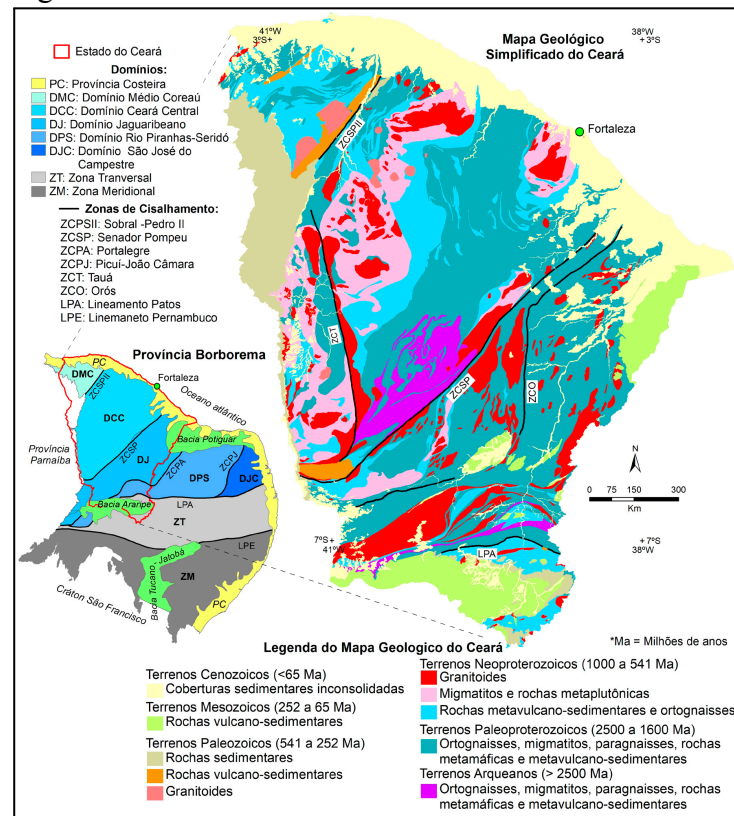 41ºW
3ºS
38ºW
3ºS
Mapa Geológico
Simplificado do Ceará
Estado do Ceará
Domínios:
PC: Província Costeira
DMC: Domínio Médio Coreaú
DCC: Domínio Ceará Central
DJ: Domínio Jaguaribeano
DPS: Domínio Rio Piranhas-Seridó
DJC: Domínio São José do
Campestre
ZT: Zona Tranversal
ZM: Zona Meridional
Zonas de Cisalhamento:
ZCPSII: Sobral -Pedro II
ZCSP: Senador Pompeu
ZCPA: Portalegre
ZCPJ: Picuí-João Câmara
ZCT: Tauá
ZCO: Orós
LPA: Lineamento Patos
LPE: Linemaneto Pernambuco
Fortaleza
ZCSPII
ZCT
ZCSP
ZCO
LPA
N
0 75 150 300
Km
7ºS
41ºW
7ºS
38ºW
Província Borborema
PC
DMC
ZCSPII
Fortaleza
Oceano atlântico
DCC
Província
Parnaíba
ZCSP
DJ
Bacia Potiguar
ZCPA
DPS
ZCPJ
DJC
Bacia Araripe
LPA
ZT
LPE
Bacia Tucano - Jatobá
ZM
PC
Cráton São Francisco
*Ma = Milhões de anos
Legenda do Mapa Geologico do Ceará
Terrenos Cenozoicos (<65 Ma)
Coberturas sedimentares inconsolidadas
Terrenos Mesozoicos (252 a 65 Ma)
Rochas vulcano-sedimentares
Terrenos Paleozoicos (541 a 252 Ma)
Rochas sedimentares
Rochas vulcano-sedimentares
Granitoides
Terrenos Neoproterozoicos (1000 a 541 Ma)
Granitoides
Migmatitos e rochas metaplutônicas
Rochas metavulcano-sedimentares e ortognaisses
Terrenos Paleoproterozoicos (2500 a 1600 Ma)
Ortognaisses, migmatitos, paragnaisses, rochas
metamáficas e metavulcano-sedimentares
Terrenos Arqueanos (> 2500 Ma)
Ortognaisses, migmatitos, paragnaisses, rochas
metamáficas e metavulcano-sedimentares